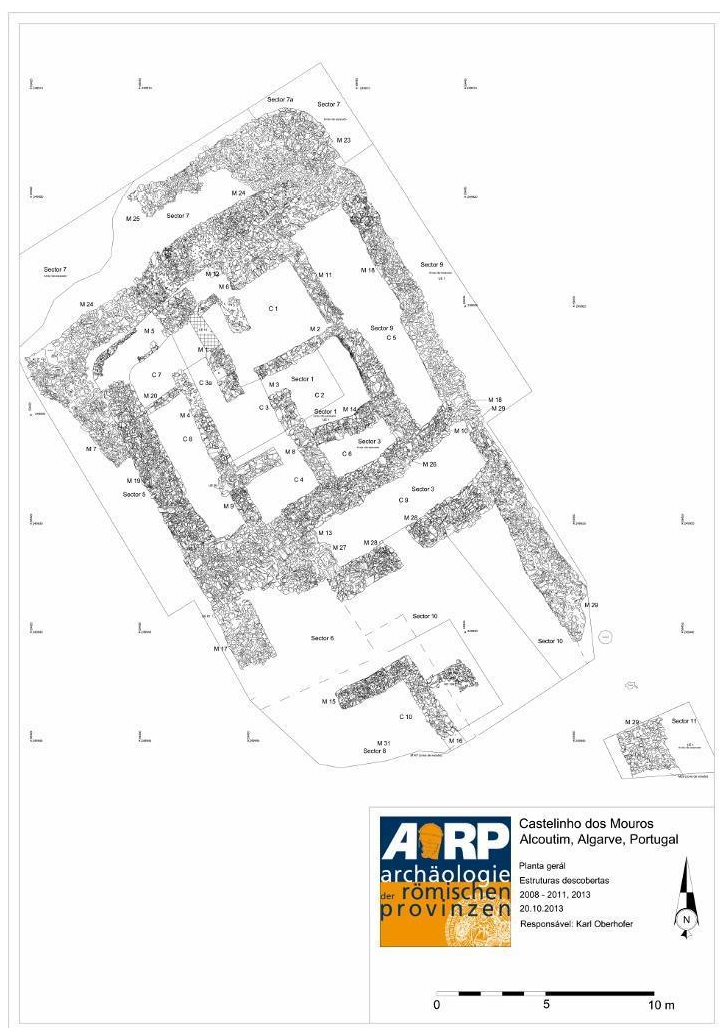 Sector 7a
Sector 7
M 23
M 24
M 25
Sector 7
Sector 7
Sector 9
M 18
M 12
M 6
M 11
M 24
C 1
M 5
M 2
Sector 9
C 5
M 1
C 7
C 3a
M 3
Sector 1
M 20
C 2
M 18
M 4
C 3
Sector 1
M 14
M 29
C 8
M 10
Sector 3
M 7
M 8
C 6
M 26
M 19
C 4
Sector 5
Sector 3
M 9
C 9
M 28
M 13
M 27
M 28
M 29
Sector 10
Sector 6
Sector 10
M 17
M 15
C 10
M 29
Sector 11
M 31
M 16
Sector 8
AIRP
archäologie
der römischen
provinzen
Castelinho dos Mouros
Alcoutim, Algarve, Portugal
Planta gerál
Estruturas descobertas
2008 - 2011, 2013
20.10.2013
Responsável: Karl Oberhofer
N
0 5 10 m